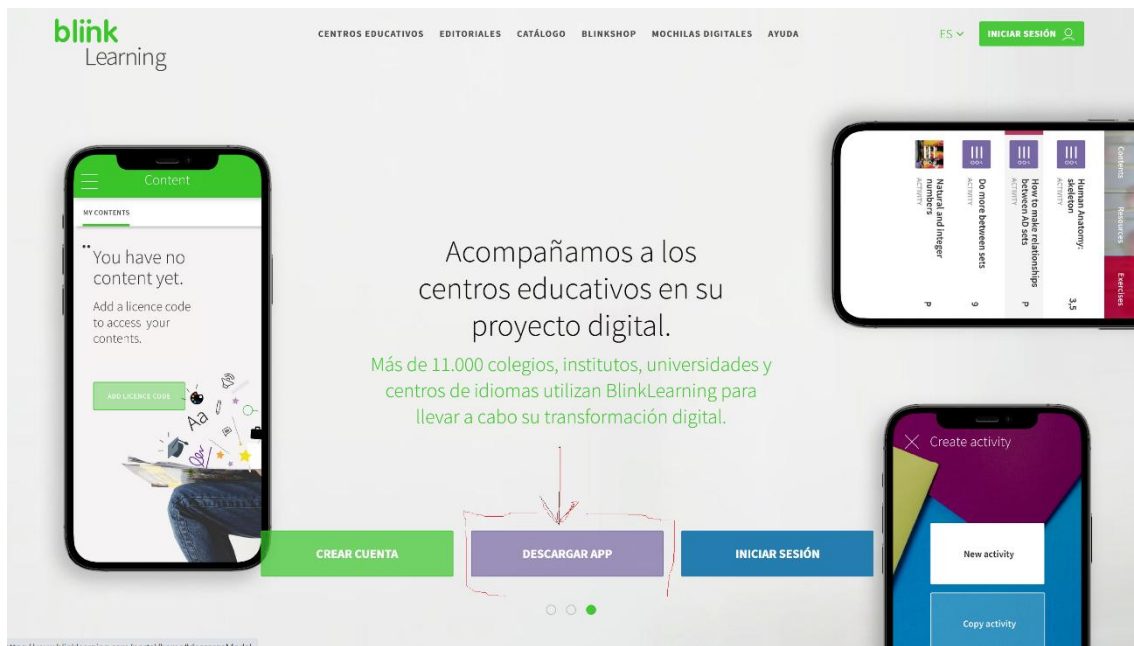 blink
Learning
CENTROS EDUCATIVOS EDITORIALES CATÁLOGO BLINKSHOP MOCHILAS DIGITALES AYUDA
ES
INICIAR SESIÓN
Content
MY CONTENTS
You have no
content yet.
Add a licence code
to access your
contents.
ADD LICENCE CODE
Aa
Acompañamos a los
centros educativos en su
proyecto digital.
Más de 11.000 colegios, institutos, universidades y
centros de idiomas utilizan BlinkLearning para
llevar a cabo su transformación digital.
CREAR CUENTA
DESCARGAR APP
INICIAR SESIÓN
Contents
Resources
Exercises
Human Anatomy:
skeleton
ACTIVITY
3,5
How to make relationships
between AD sets
ACTIVITY
P
Do more between sets
ACTIVITY
9
Natural and integer
numbers
ACTIVITY
P
Create activity
New activity
Copy activity